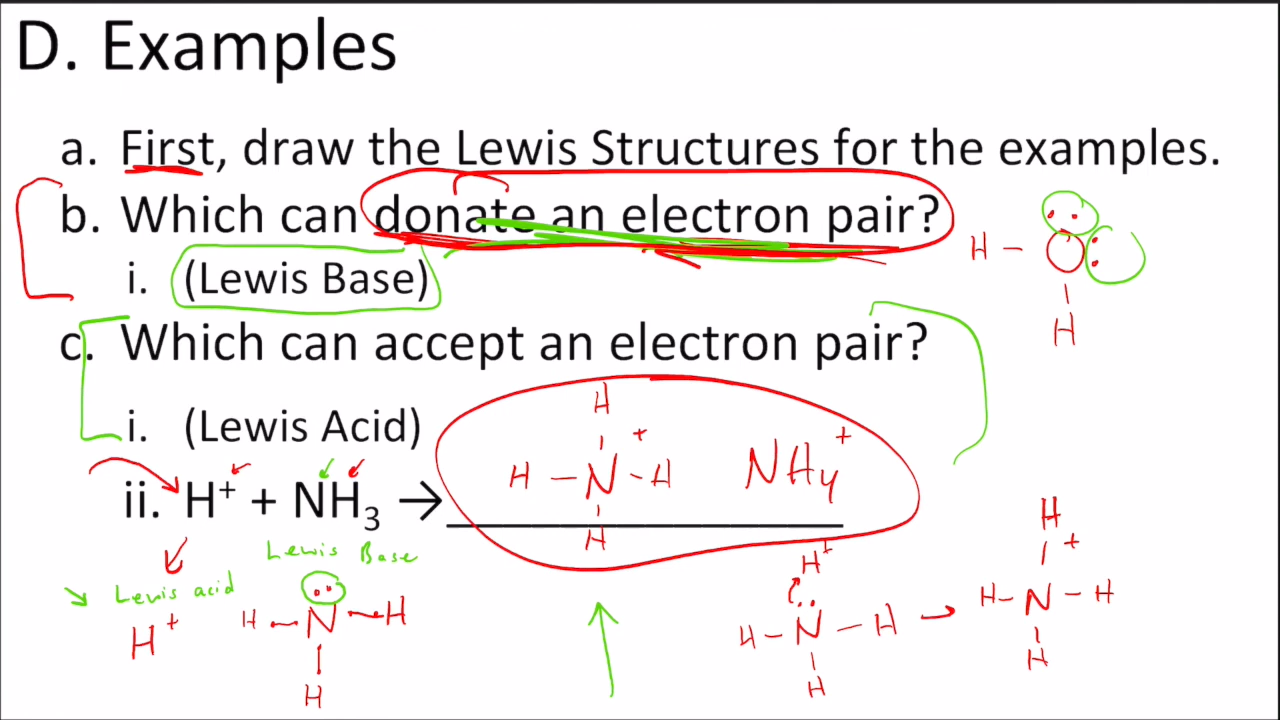 D. Examples
a. First, draw the Lewis Structures for the examples.
b. Which can donate an electron pair?
i. (Lewis Base)
H – O
H
c. Which can accept an electron pair?
i. (Lewis Acid)
H
H – N – H +
H
NH4+
ii. H+ + NH3 →
Lewis acid
H+
Lewis Base
H – N – H
H
H+
H – N – H →
H
H
H – N – H +
H